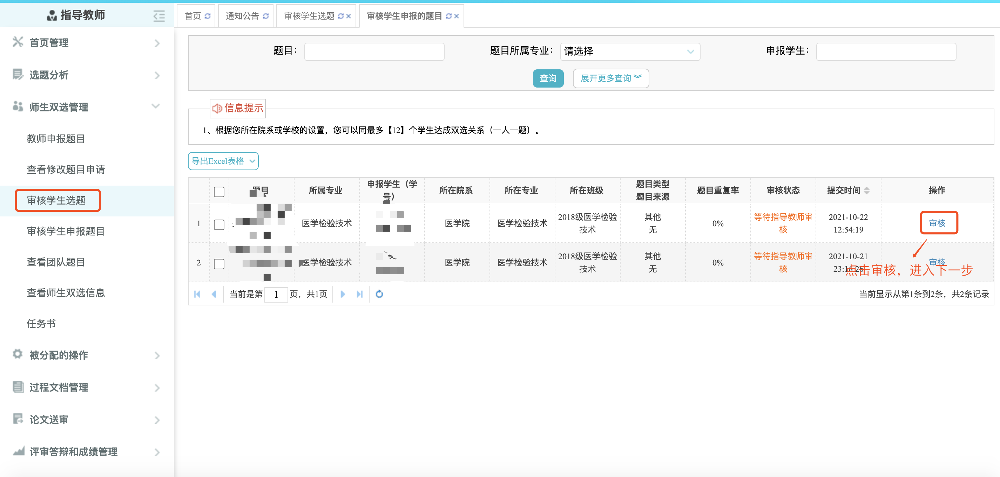 指导教师
首页
通知公告
审核学生选题
审核学生申报的题目
首页管理
选题分析
师生双选管理
教师申报题目
查看修改题目申请
审核学生选题
审核学生申报题目
查看团队题目
查看师生双选信息
任务书
被分配的操作
过程文档管理
论文送审
评审答辩和成绩管理
题目：
题目所属专业：
请选择
申报学生：
查询
展开更多查询
信息提示
1、根据您所在院系或学校的设置，您可以同最多【12】个学生达成双选关系（一人一题）。
导出Excel表格
题目
所属专业
申报学生（学
号）
所在院系
所在专业
所在班级
题目类型
题目来源
题目重复率
审核状态
提交时间
操作
1
医学检验技术
医学院
医学检验技术
2018级医学检验
技术
其他
无
0%
等待指导教师审
核
2021-10-22
12:54:19
审核
2
医学检验技术
医学院
医学检验技术
2018级医学检验
技术
其他
无
0%
等待指导教师审
核
2021-10-21
23:16:26
审核
点击审核，进入下一步
当前是第 1 页，共1页
当前显示从第1条到2条，共2条记录